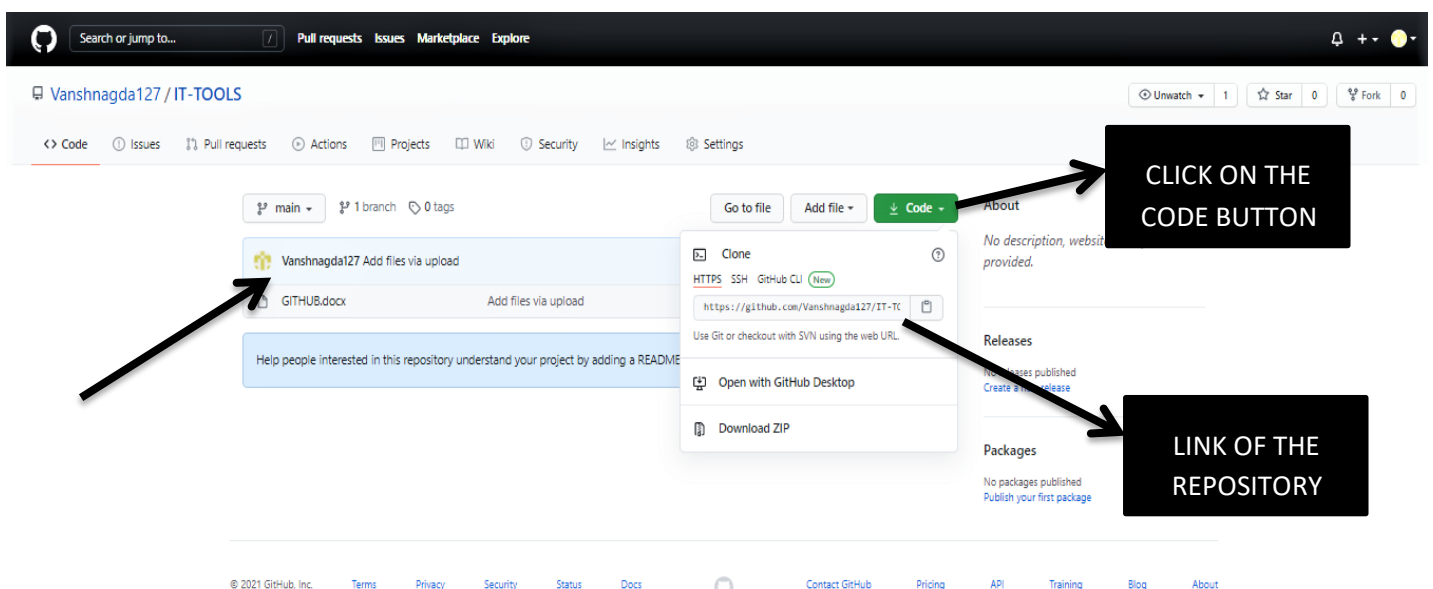 Search or jump to... /
Pull requests Issues Marketplace Explore
Vanshnagda127 / IT-TOOLS
Unwatch 1 Star 0 Fork 0
Code Issues Pull requests Actions Projects Wiki Security Insights Settings
CLICK ON THE
CODE BUTTON
main 1 branch 0 tags
Go to file Add file Code
Vanshnagda127 Add files via upload
GITHUB.docx Add files via upload
Help people interested in this repository understand your project by adding a README
Clone
HTTPS SSH GitHub CLI New
https://github.com/Vanshnagda127/IT-TO
Use Git or checkout with SVN using the web URL.
Open with GitHub Desktop
Download ZIP
About
No description,
provided.
Releases
No releases published
Create a new release
LINK OF THE
REPOSITORY
Packages
No packages published
Publish your first package
© 2021 GitHub, Inc. Terms Privacy Security Status Docs Contact GitHub Pricing API Training Blog About